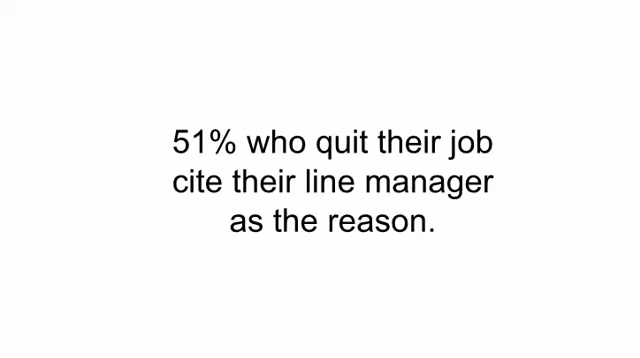 51% who quit their job
cite their line manager
as the reason.